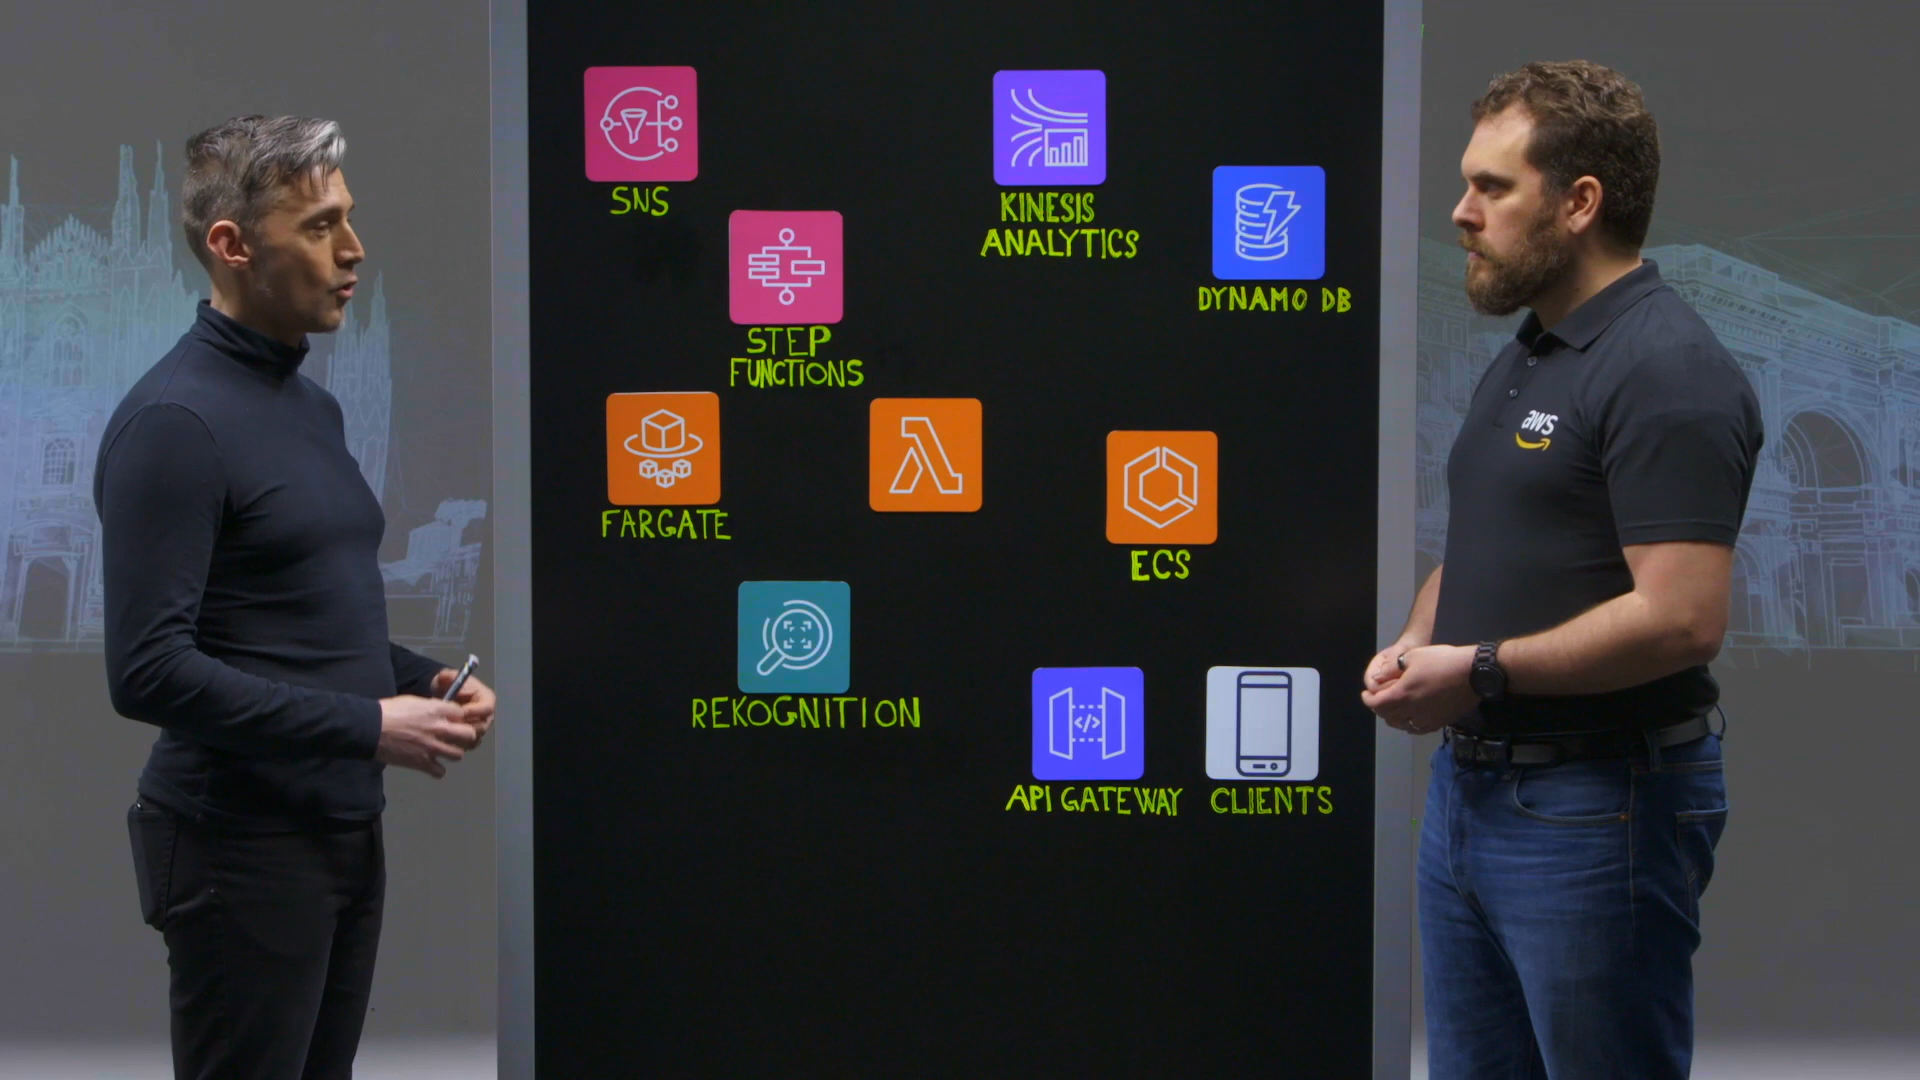 SNS
KINESIS
ANALYTICS
DYNAMO DB
STEP
FUNCTIONS
aws
FARGATE
ECS
REKOGNITION
</>
API GATEWAY
CLIENTS